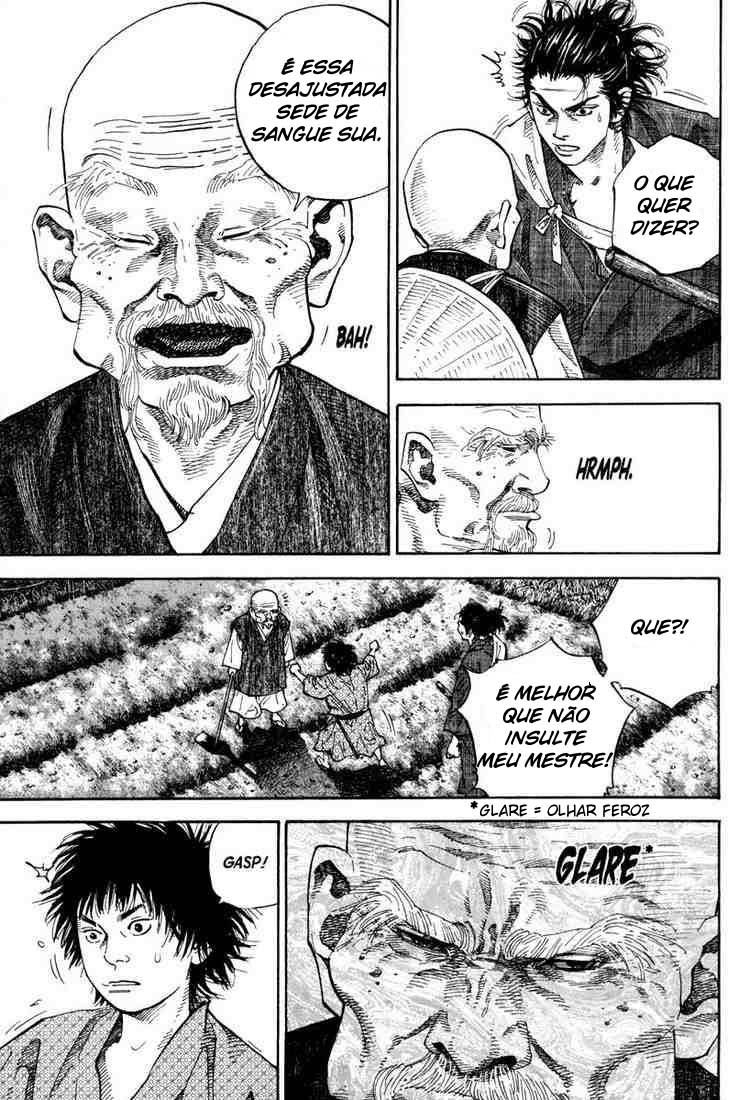 O QUE
QUER
DIZER?
É ESSA
DESAJUSTADA
SEDE DE
SANGUE SUA.
BAH!
HRMPH.
QUE?!
É MELHOR
QUE NÃO
INSULTE
MEU MESTRE!
*GLARE = OLHAR FEROZ
GLARE*
GASP!